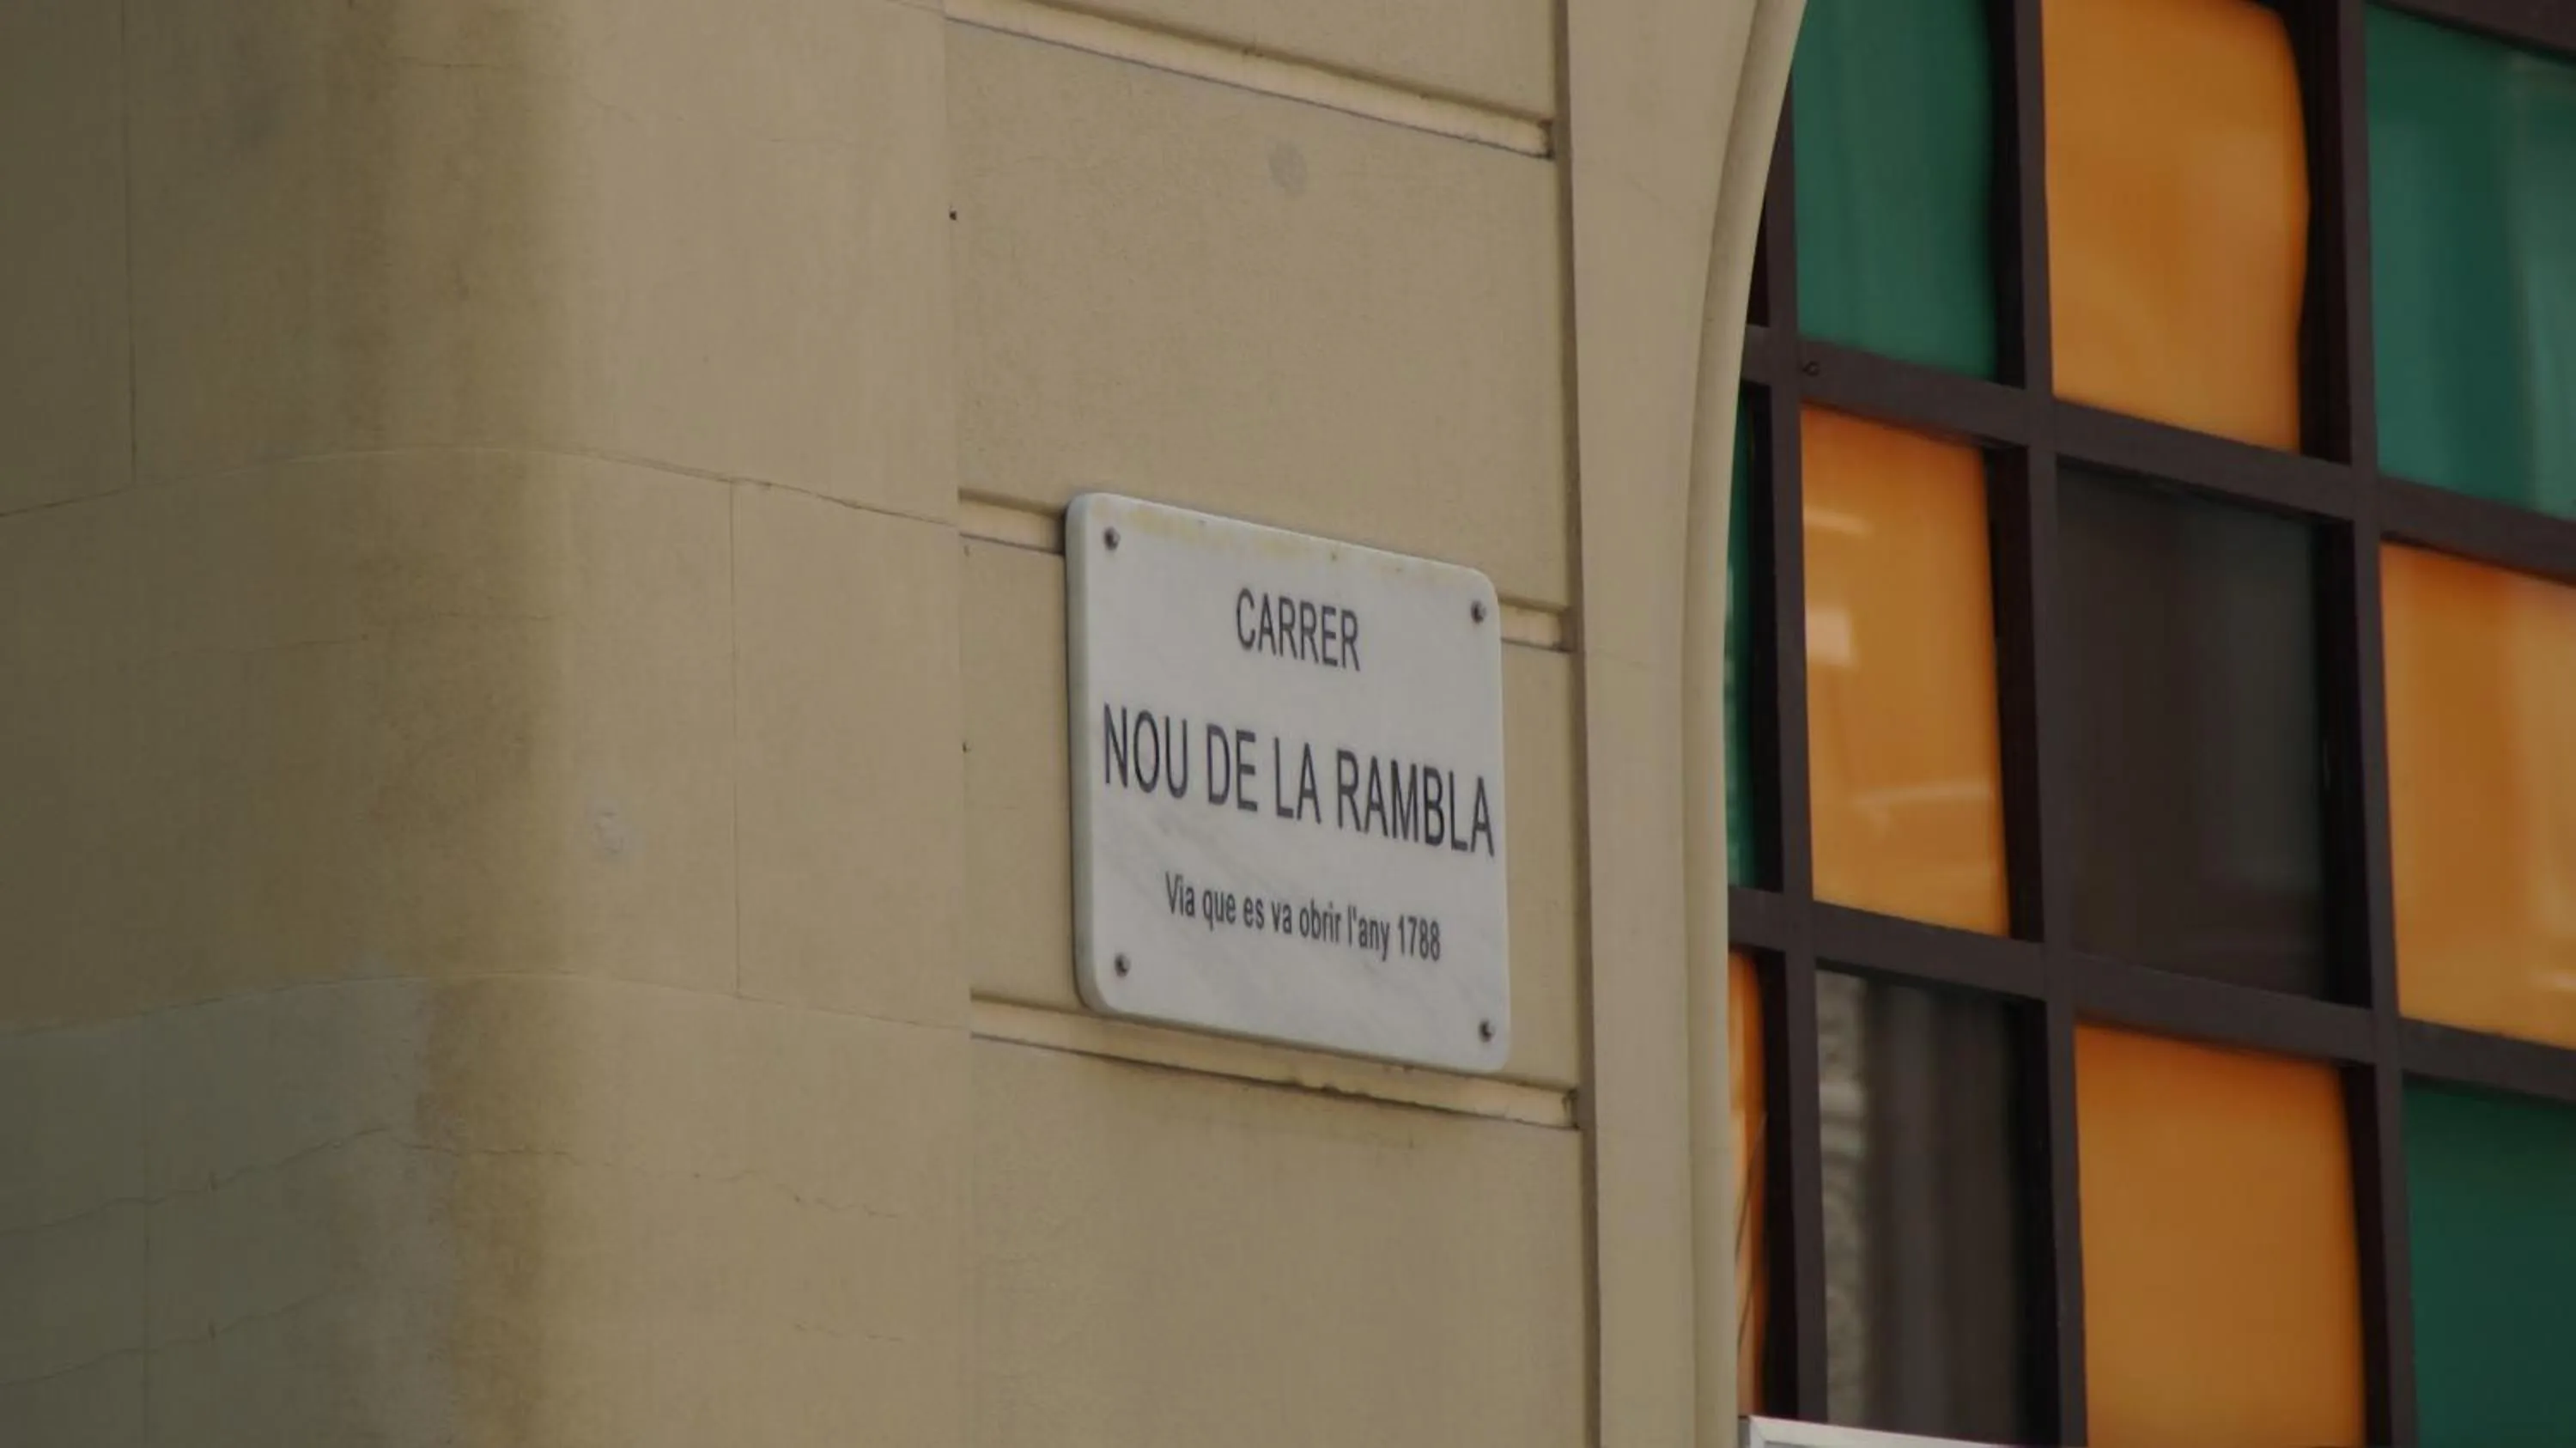 CARRER
NOU DE LA RAMBLA
Via que es va obrir l'any 1788